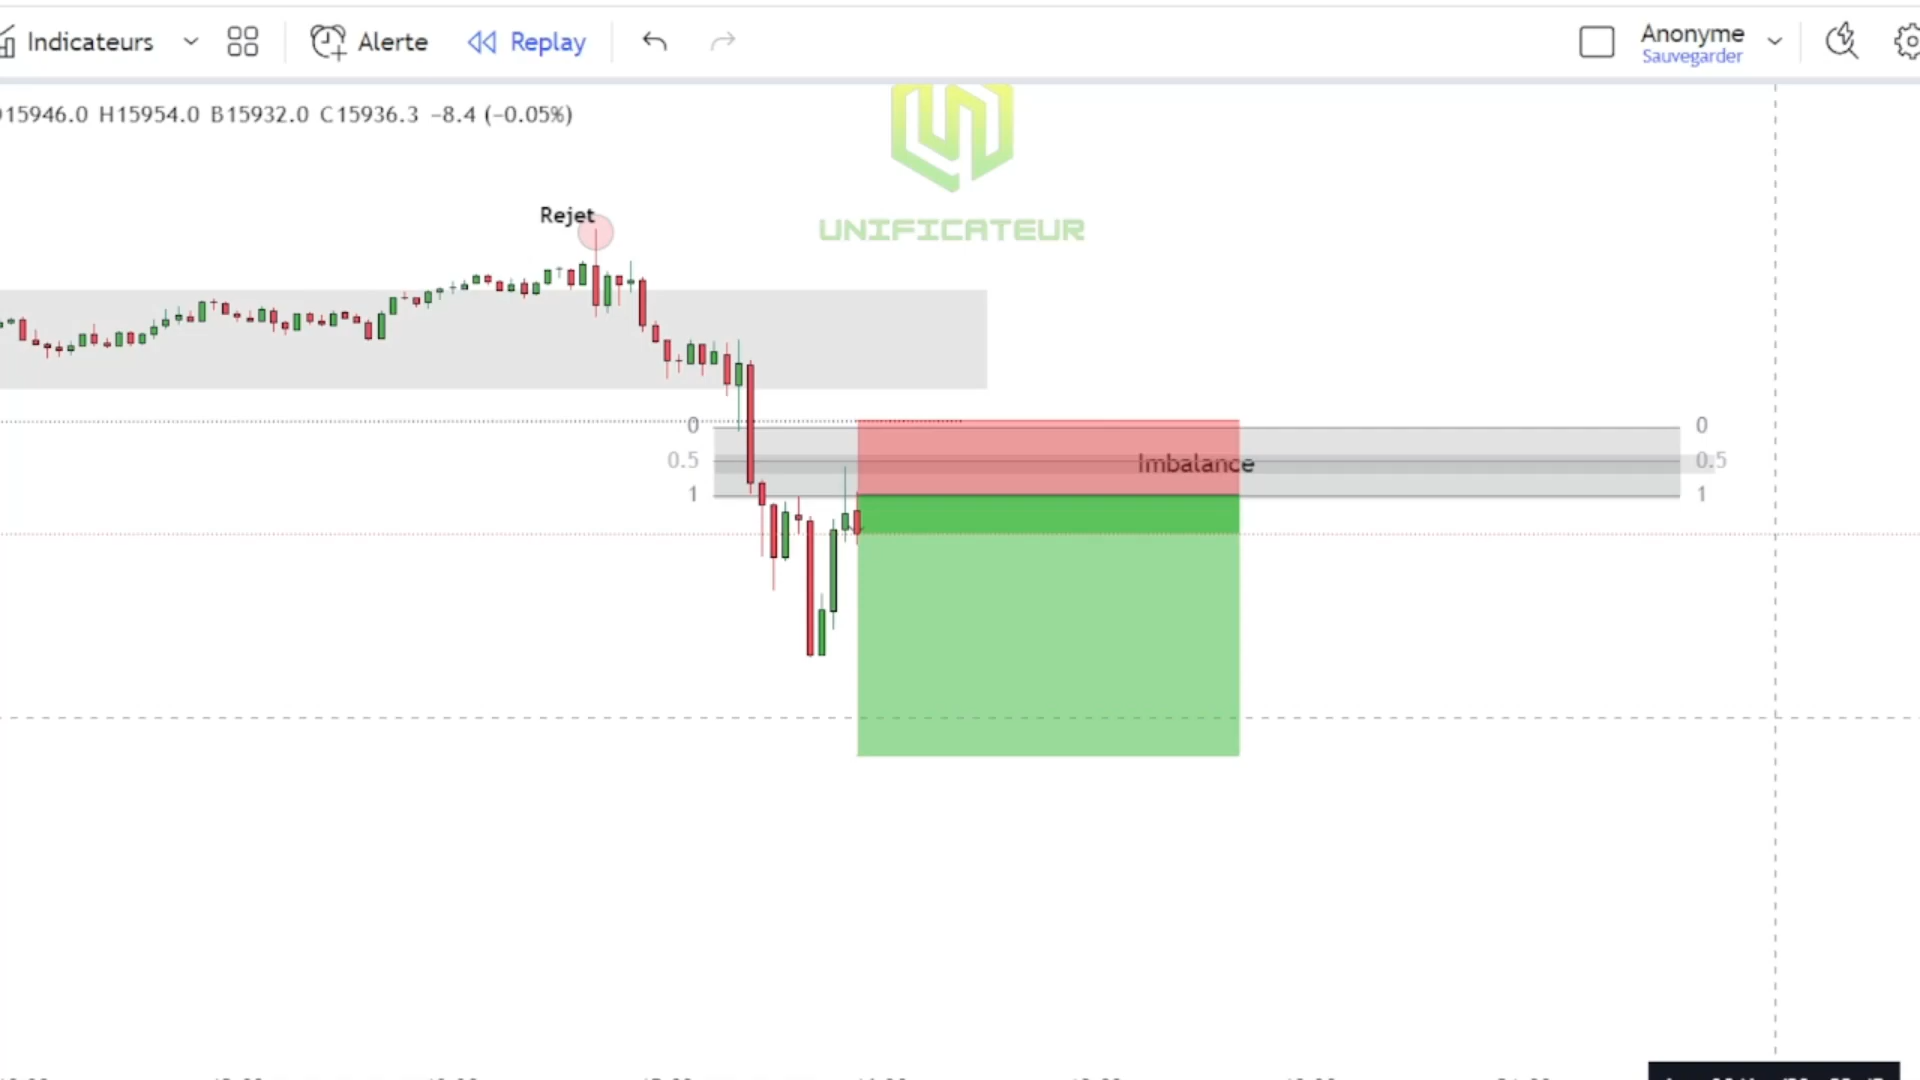 Indicateurs
Alerte
Replay
Anonyme
Sauvegarder
15946.0 H15954.0 B15932.0 C15936.3 −8.4 (−0.05%)
UNIFICATEUR
Rejet
0
0
0.5
Imbalance
0.5
1
1